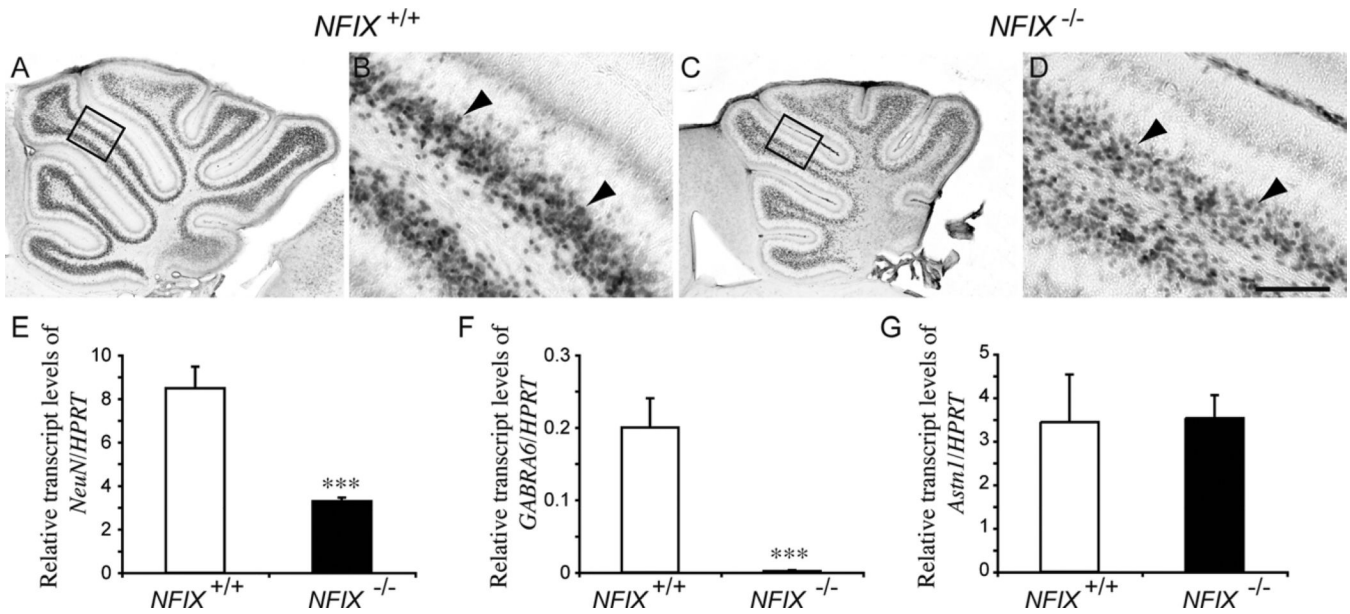 NFIX +/+ NFIX -/-
A B C D
E F G
Relative transcript levels of
NeuN/HPRT
10
8
6
4
2
0
***
NFIX +/+ NFIX -/-
Relative transcript levels of
GABRA6/HPRT
0.3
0.2
0.1
0
***
NFIX +/+ NFIX -/-
Relative transcript levels of
Astn1/HPRT
5
4
3
2
1
0
NFIX +/+ NFIX -/-